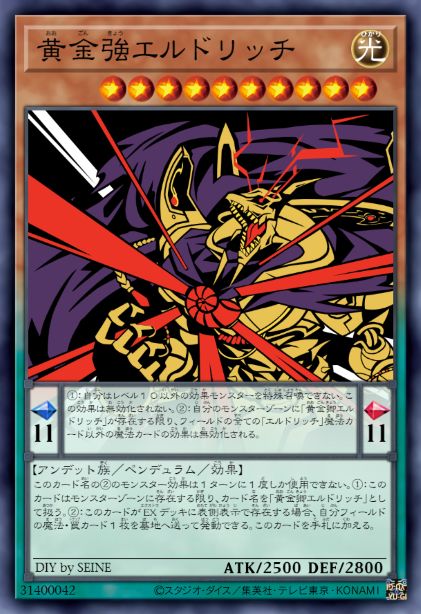 黄金強エルドリッチ
光
①:自分はレベル10以外の効果モンスターを特殊召喚できない。こ
の効果は無効化されない。②:自分のモンスターゾーンに「黄金卿エル
ドリッチ」が存在する限り、フィールドの全ての「エルドリッチ」魔法カ
ード以外の魔法カードの効果は無効化される。
11
11
【アンデット族/ペンデュラム/効果】
このカード名の②のモンスター効果は1ターンに1度しか使用できない。①:この
カードはモンスターゾーンに存在する限り、カード名を「黄金卿エルドリッチ」とし
て扱う。②:このカードがEXデッキに表側表示で存在する場合、自分フィールド
の魔法・罠カード1枚を墓地へ送って発動できる。このカードを手札に加える。
DIY by SEINE
ATK/2500 DEF/2800
31400042
©スタジオ・ダイス/集英社・テレビ東京・KONAMI